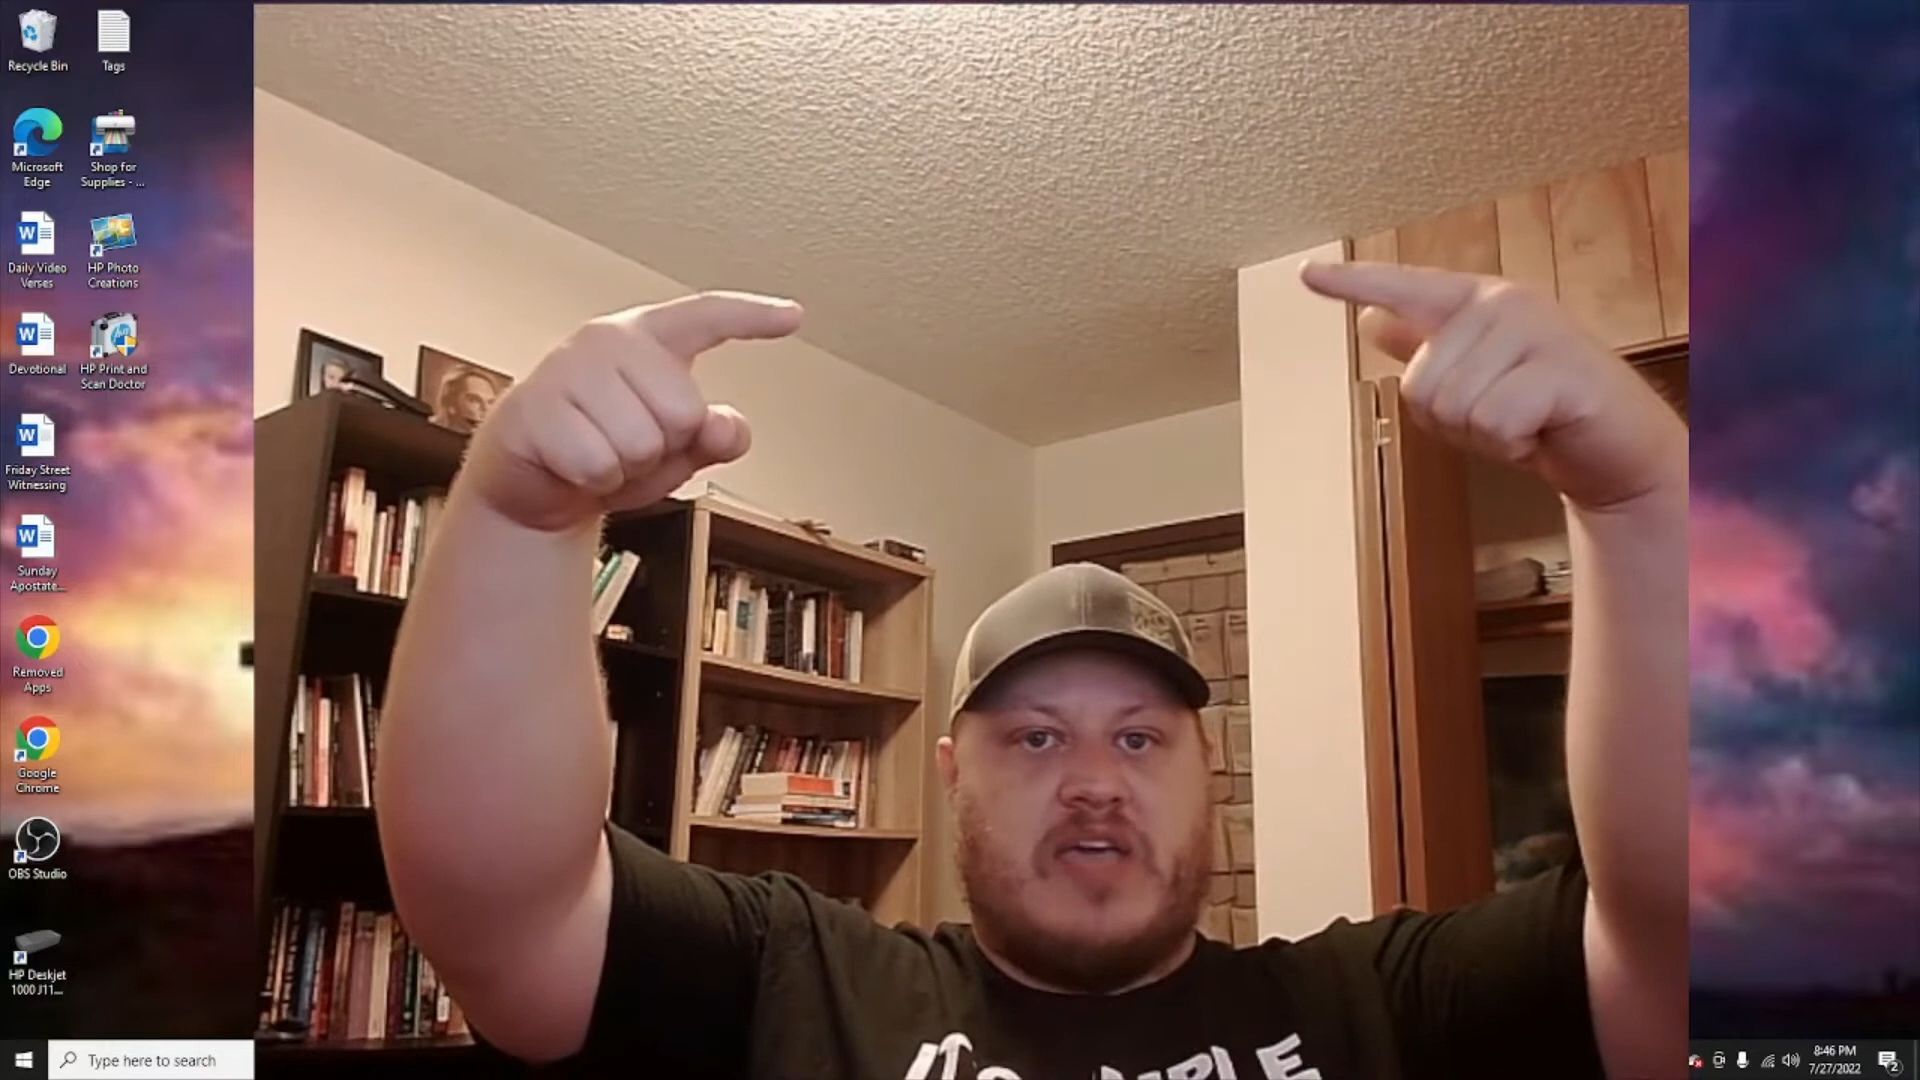 Recycle Bin
Tags
Microsoft
Edge
Shop for
Supplies - ...
Daily Video
Verses
HP Photo
Creations
Devotional
HP Print and
Scan Doctor
Friday Street
Witnessing
Sunday
Apostate...
Removed
Apps
Google
Chrome
OBS Studio
HP Deskjet
1000 J11...
Type here to search
8:46 PM
7/27/2022
2